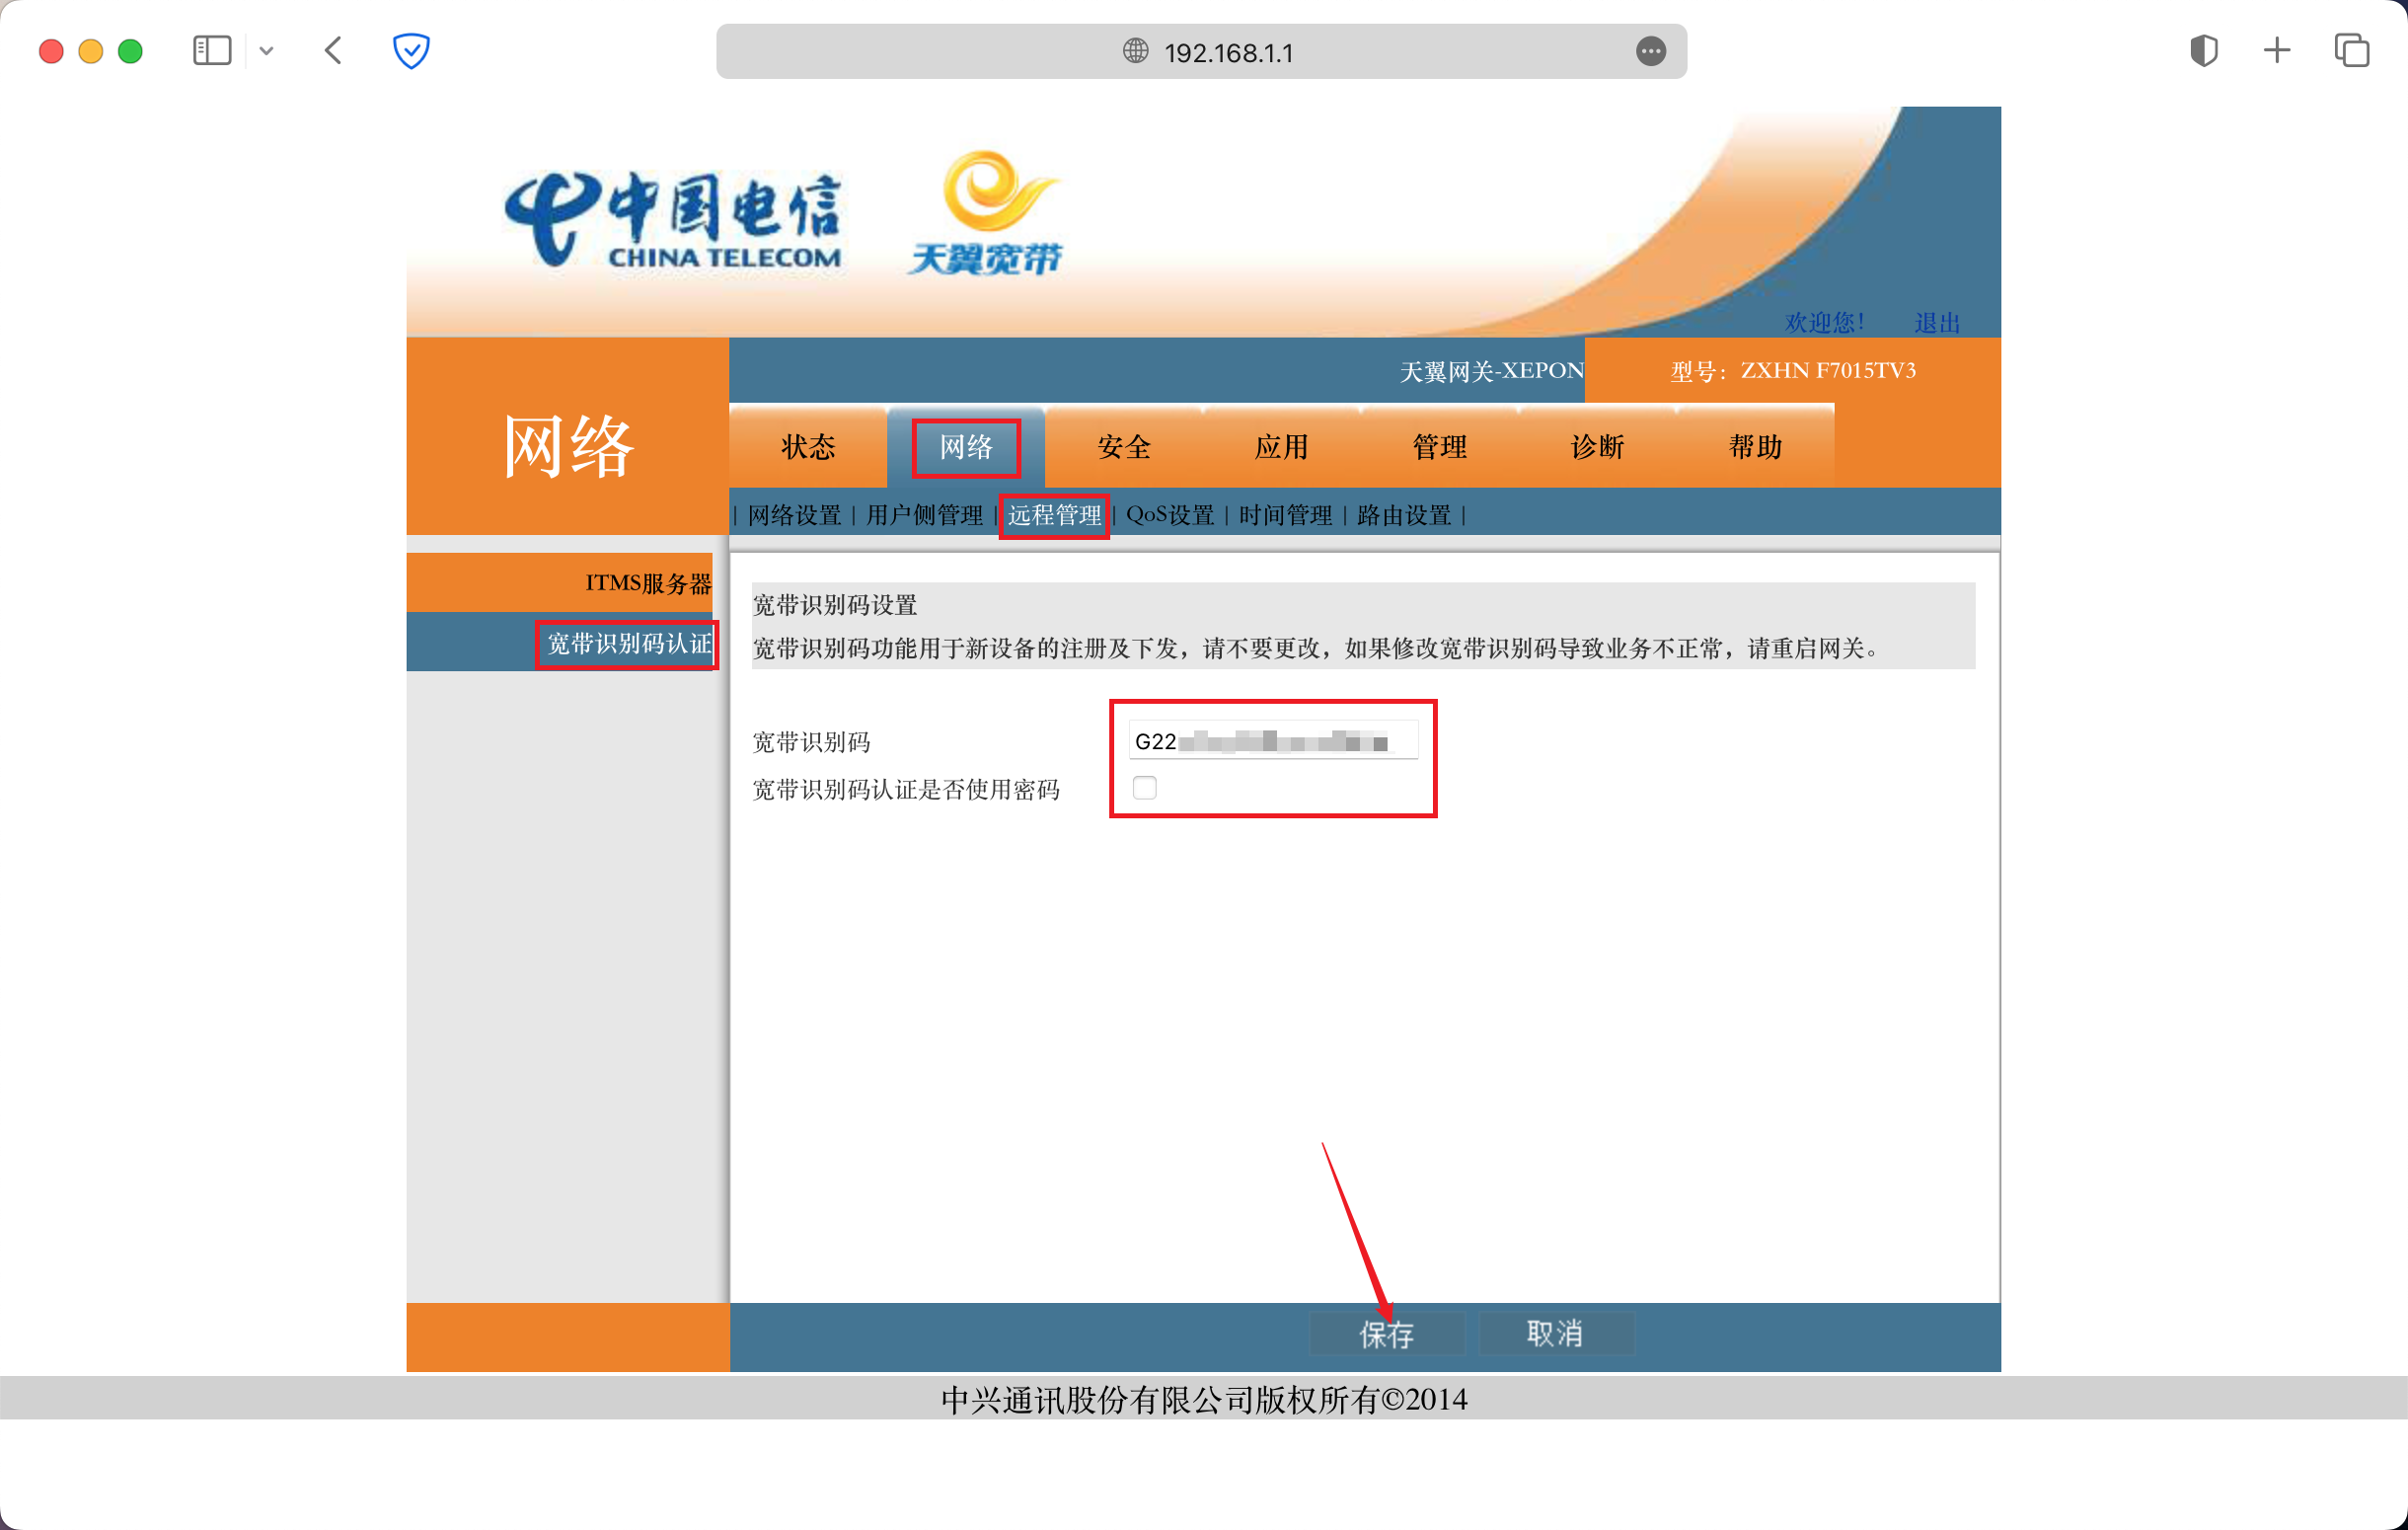 192.168.1.1
中国电信
CHINA TELECOM
天翼宽带
欢迎您! 退出
天翼网关-XEPON 型号: ZXHN F7015TV3
网络
状态 网络 安全 应用 管理 诊断 帮助
| 网络设置 | 用户侧管理 | 远程管理 | QoS设置 | 时间管理 | 路由设置 |
ITMS服务器
宽带识别码认证
宽带识别码设置
宽带识别码功能用于新设备的注册及下发，请不要更改，如果修改宽带识别码导致业务不正常，请重启网关。
宽带识别码 G22
宽带识别码认证是否使用密码
保存 取消
中兴通讯股份有限公司版权所有©2014